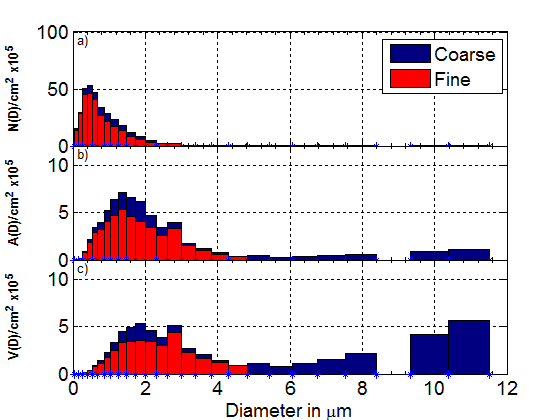 100
a)
Coarse
Fine
50
0
N(D)/cm² x10⁵
b)
10
5
0
A(D)/cm² x10⁵
c)
10
5
0
V(D)/cm² x10⁵
0 2 4 6 8 10 12
Diameter in μm